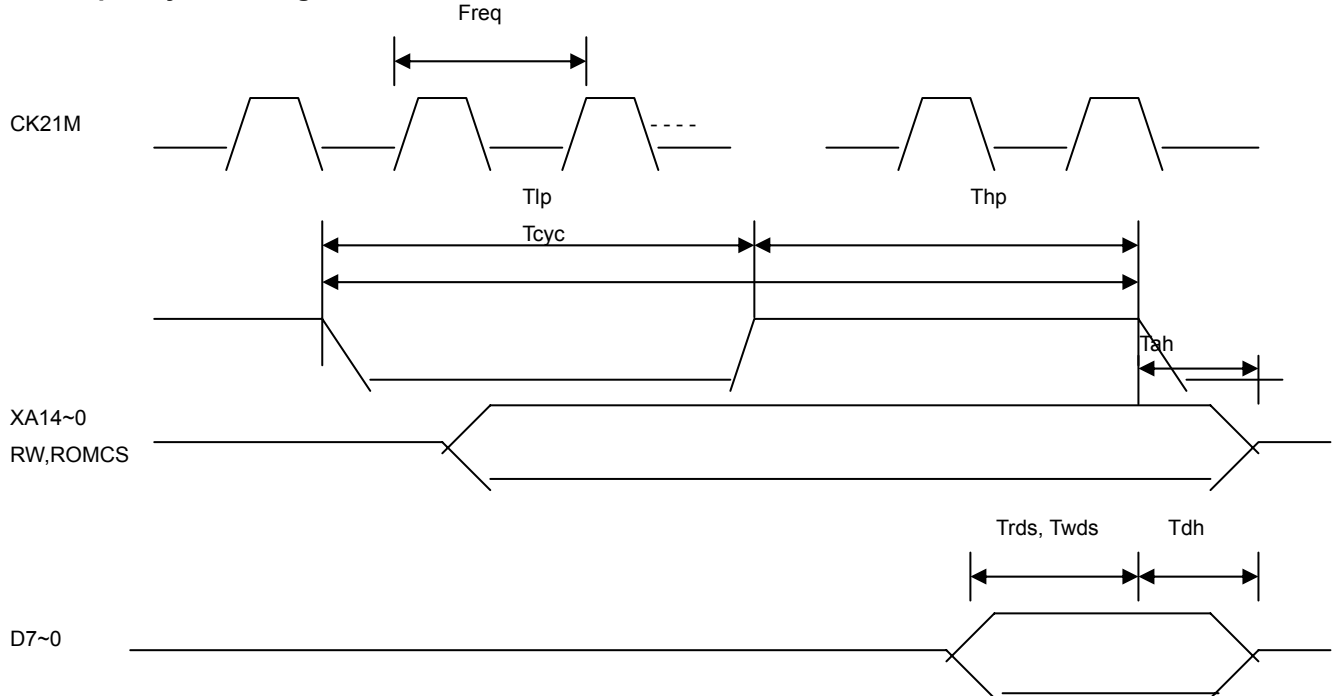 Freq
CK21M
Tlp
Thp
Tcyc
Tah
XA14~0
RW,ROMCS
Trds, Twds
Tdh
D7~0